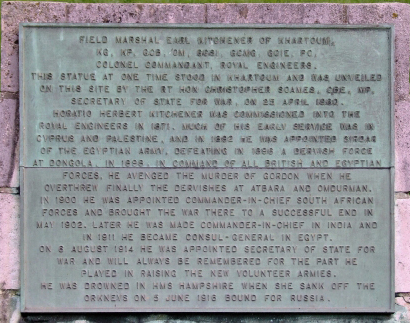 FIELD MARSHAL EARL KITCHENER OF KHARTOUM,
KG, KP, GCB, OM, GCSI, GCMG, GCIE, PC,
COLONEL COMMANDANT, ROYAL ENGINEERS.
THIS STATUE AT ONE TIME STOOD IN KHARTOUM AND WAS UNVEILED
ON THIS SITE BY THE RT HON CHRISTOPHER SOAMES, CBE, MP,
SECRETARY OF STATE FOR WAR, ON 25 APRIL 1960.
HORATIO HERBERT KITCHENER WAS COMMISSIONED INTO THE
ROYAL ENGINEERS IN 1871. MUCH OF HIS EARLY SERVICE WAS IN
CYPRUS AND PALESTINE, AND IN 1892 HE WAS APPOINTED SIRDAR
OF THE EGYPTIAN ARMY, DEFEATING IN 1896 A DERVISH FORCE
AT DONGOLA. IN 1898, IN COMMAND OF ALL BRITISH AND EGYPTIAN
FORCES, HE AVENGED THE MURDER OF GORDON WHEN HE
OVERTHREW FINALLY THE DERVISHES AT ATBARA AND OMDURMAN.
IN 1900 HE WAS APPOINTED COMMANDER-IN-CHIEF SOUTH AFRICAN
FORCES AND BROUGHT THE WAR THERE TO A SUCCESSFUL END IN
MAY 1902. LATER HE WAS MADE COMMANDER-IN-CHIEF IN INDIA AND
IN 1911 HE BECAME CONSUL-GENERAL IN EGYPT.
ON 6 AUGUST 1914 HE WAS APPOINTED SECRETARY OF STATE FOR
WAR AND WILL ALWAYS BE REMEMBERED FOR THE PART HE
PLAYED IN RAISING THE NEW VOLUNTEER ARMIES.
HE WAS DROWNED IN HMS HAMPSHIRE WHEN SHE SANK OFF THE
ORKNEYS ON 5 JUNE 1916 BOUND FOR RUSSIA.